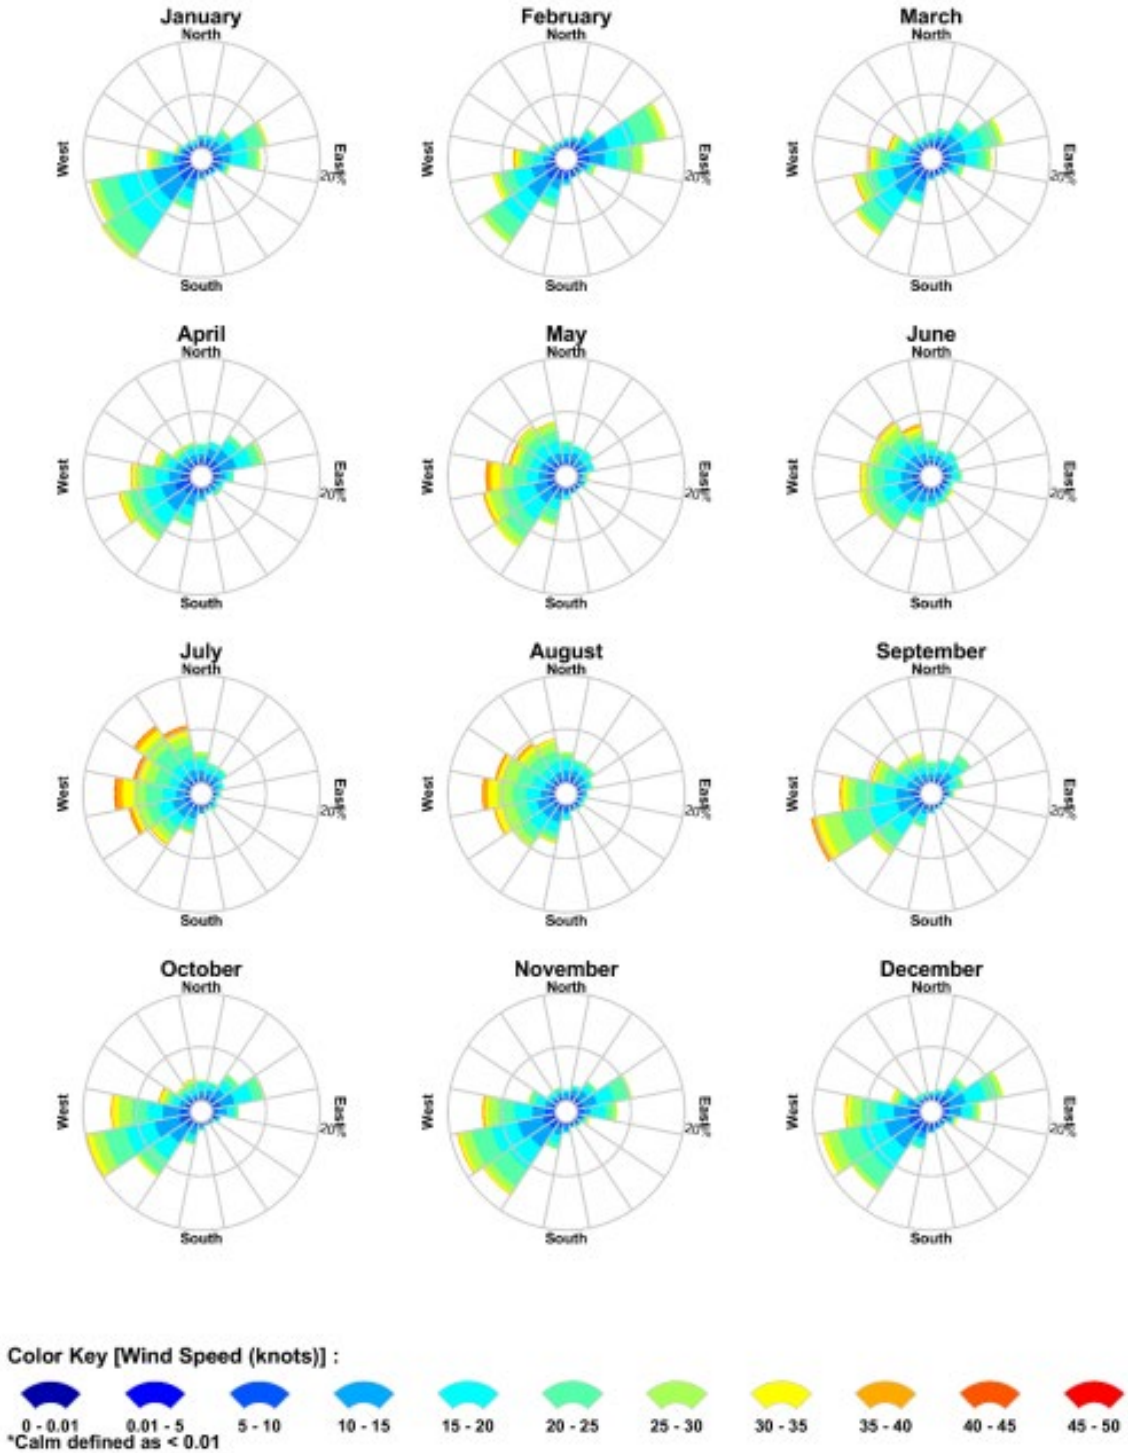 January February March
North North North
West East 20% West East 20% West East 20%
South South South
April May June
North North North
West East 20% West East 20% West East 20%
South South South
July August September
North North North
West East 20% West East 20% West East 20%
South South South
October November December
North North North
West East 20% West East 20% West East 20%
South South South
Color Key [Wind Speed (knots)] :
0 - 0.01 0.01 - 5 5 - 10 10 - 15 15 - 20 20 - 25 25 - 30 30 - 35 35 - 40 40 - 45 45 - 50
*Calm defined as < 0.01